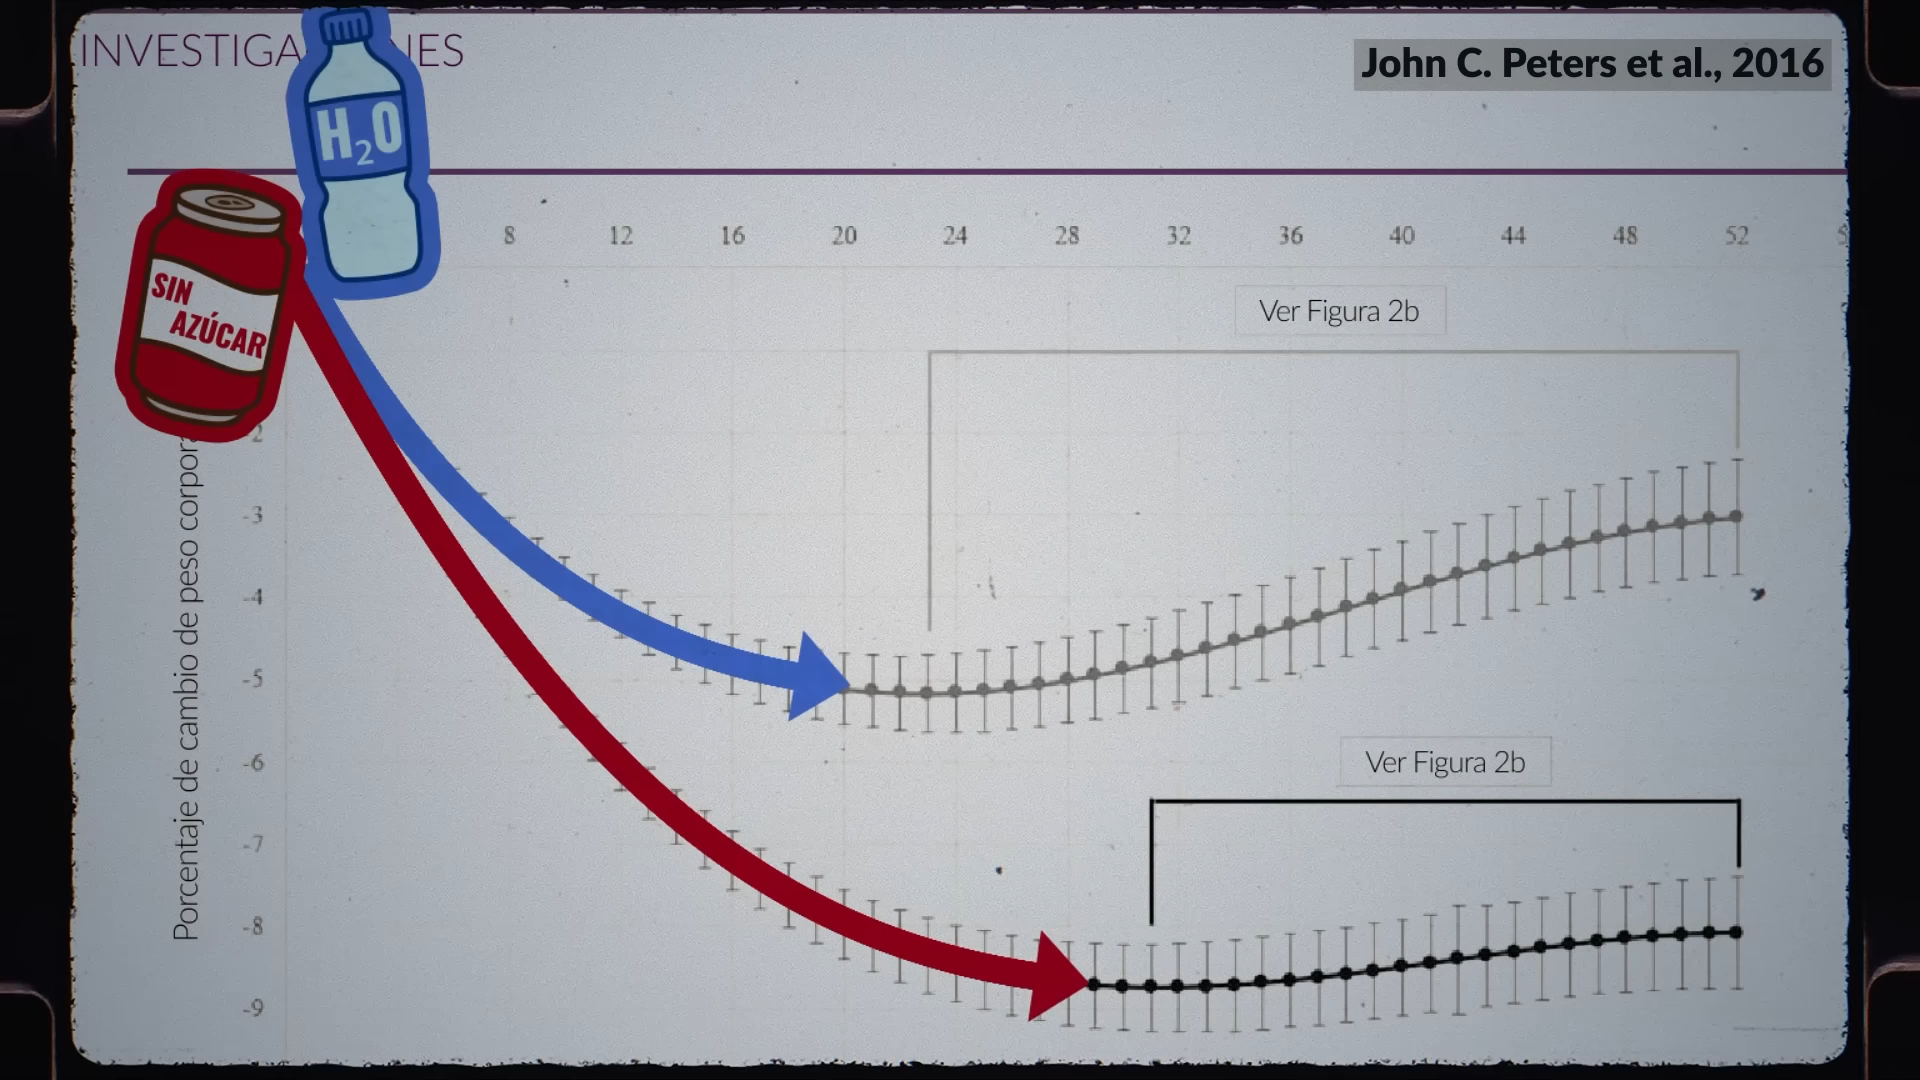 INVESTIGA NES
John C. Peters et al., 2016
H₂O
SIN
AZÚCAR
8 12 16 20 24 28 32 36 40 44 48 52
Ver Figura 2b
Porcentaje de cambio de peso corpor
-3
-4
-5
-6
Ver Figura 2b
-7
-8
-9